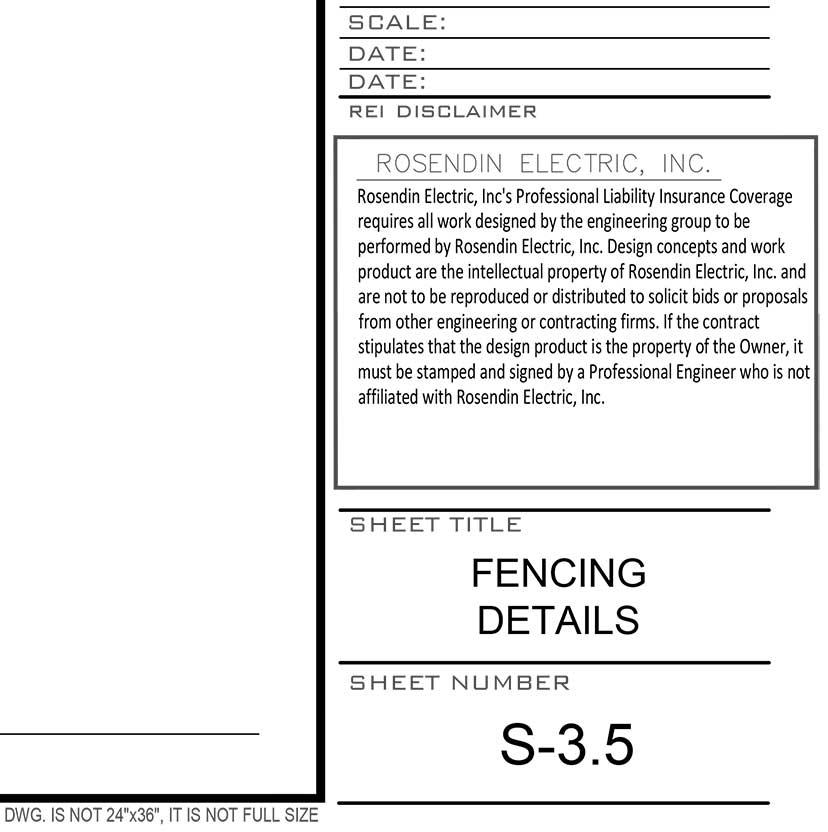 SCALE:
DATE:
DATE:
REI DISCLAIMER
ROSENDIN ELECTRIC, INC.
Rosendin Electric, Inc's Professional Liability Insurance Coverage
requires all work designed by the engineering group to be
performed by Rosendin Electric, Inc. Design concepts and work
product are the intellectual property of Rosendin Electric, Inc. and
are not to be reproduced or distributed to solicit bids or proposals
from other engineering or contracting firms. If the contract
stipulates that the design product is the property of the Owner, it
must be stamped and signed by a Professional Engineer who is not
affiliated with Rosendin Electric, Inc.
SHEET TITLE
FENCING
DETAILS
SHEET NUMBER
S-3.5
DWG. IS NOT 24"x36", IT IS NOT FULL SIZE